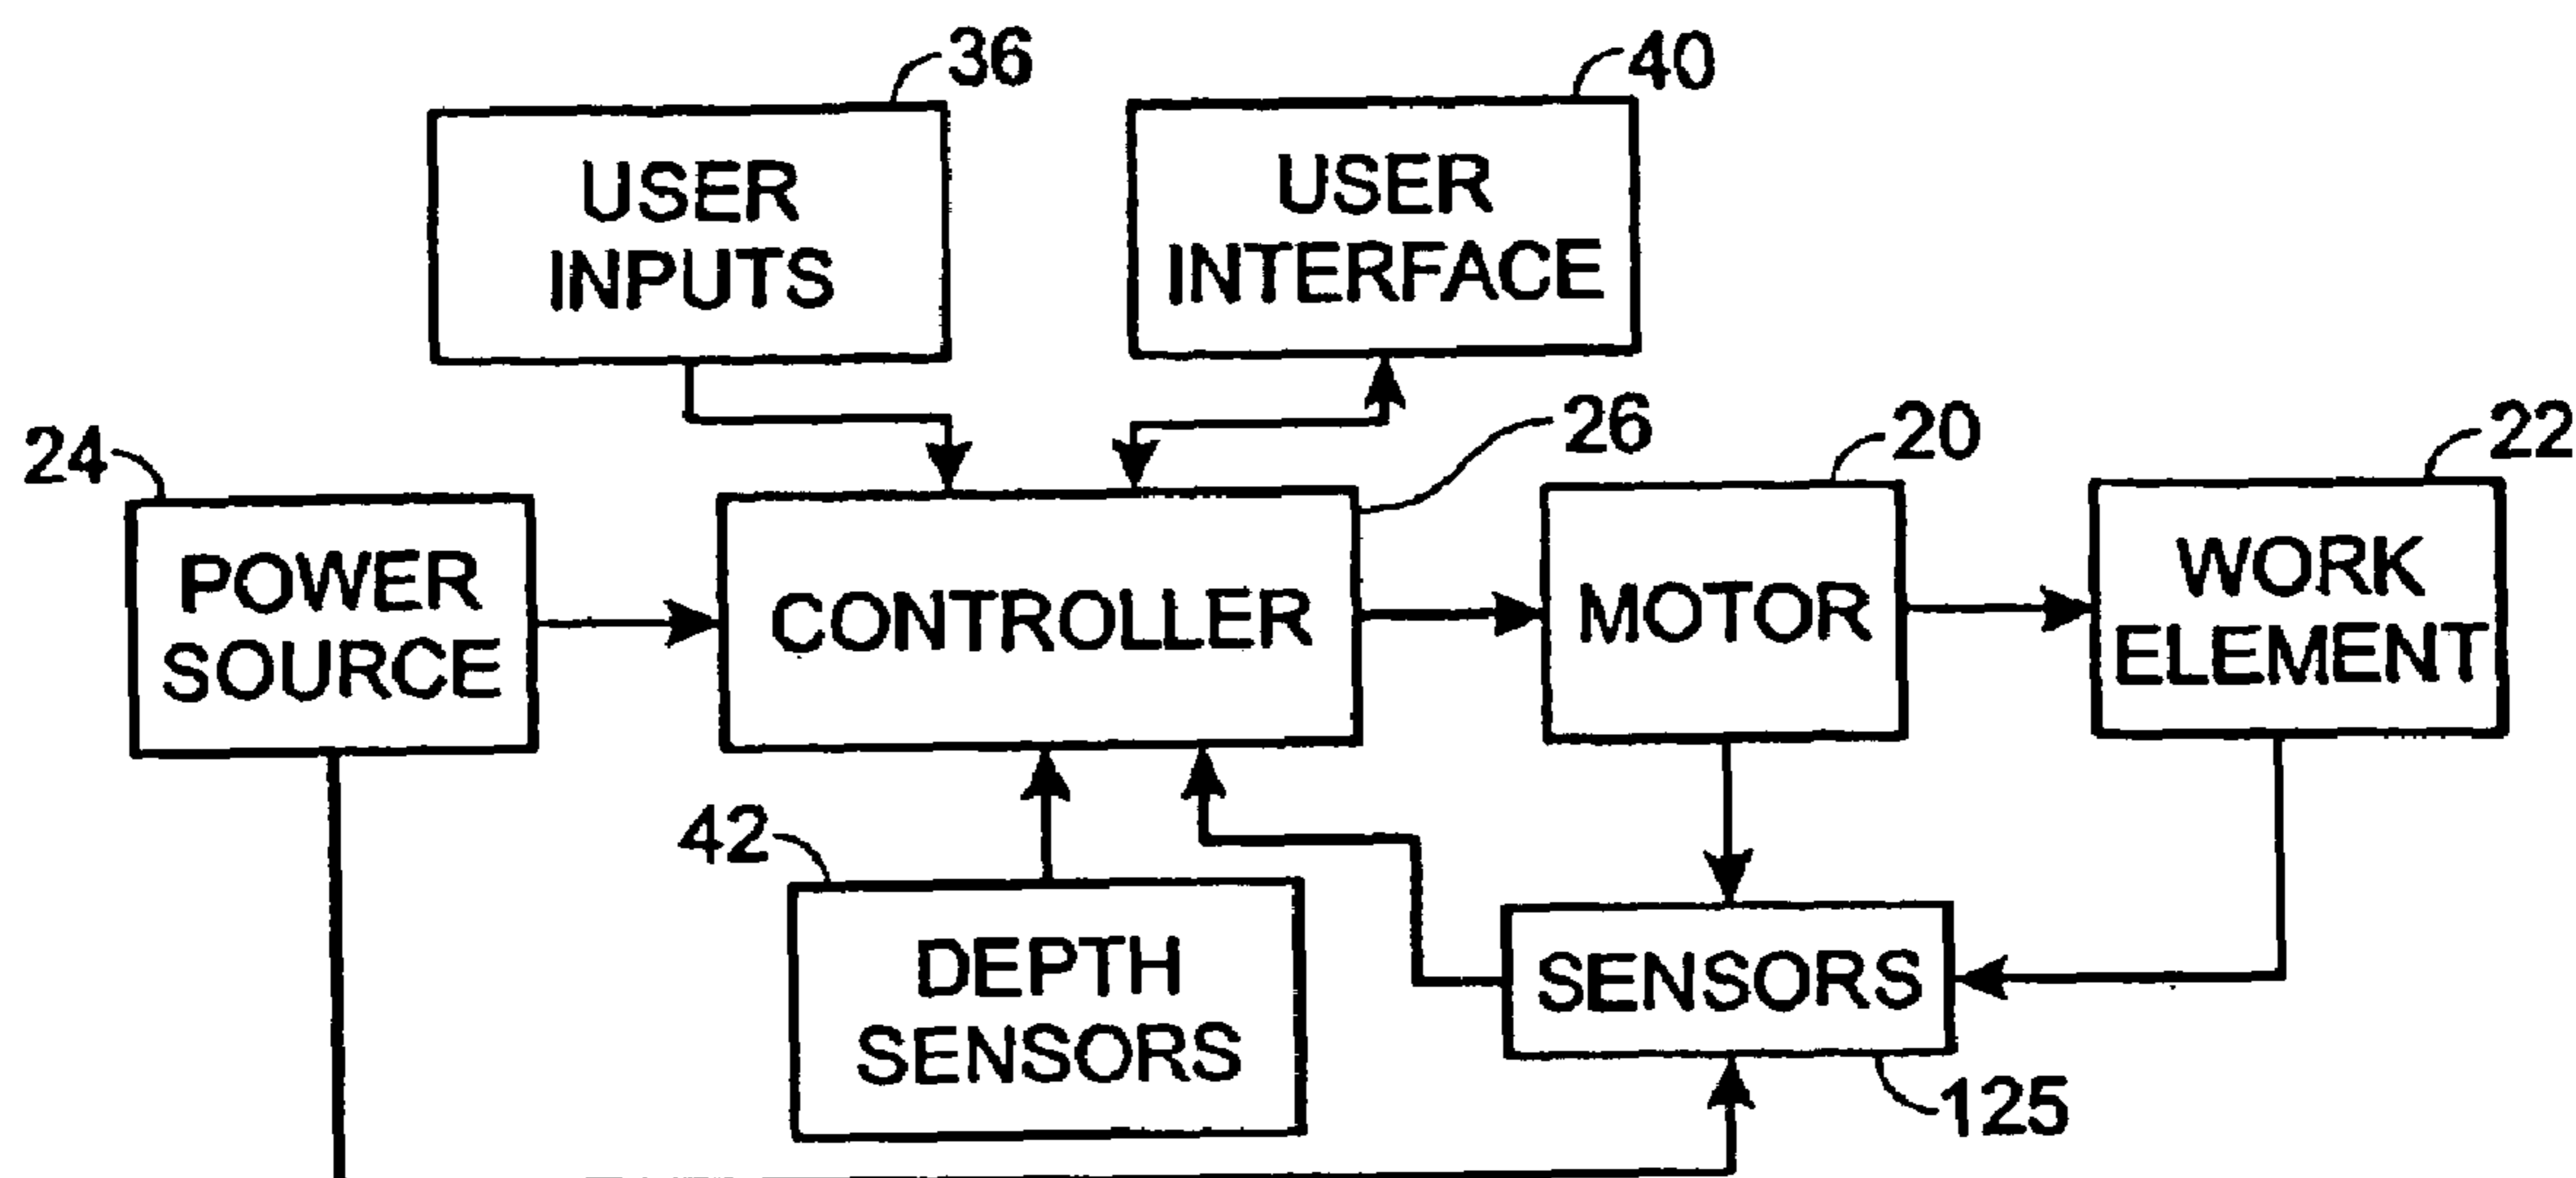 36
40
USER
INPUTS
USER
INTERFACE
24
26
20
22
POWER
SOURCE
CONTROLLER
MOTOR
WORK
ELEMENT
42
DEPTH
SENSORS
SENSORS
125